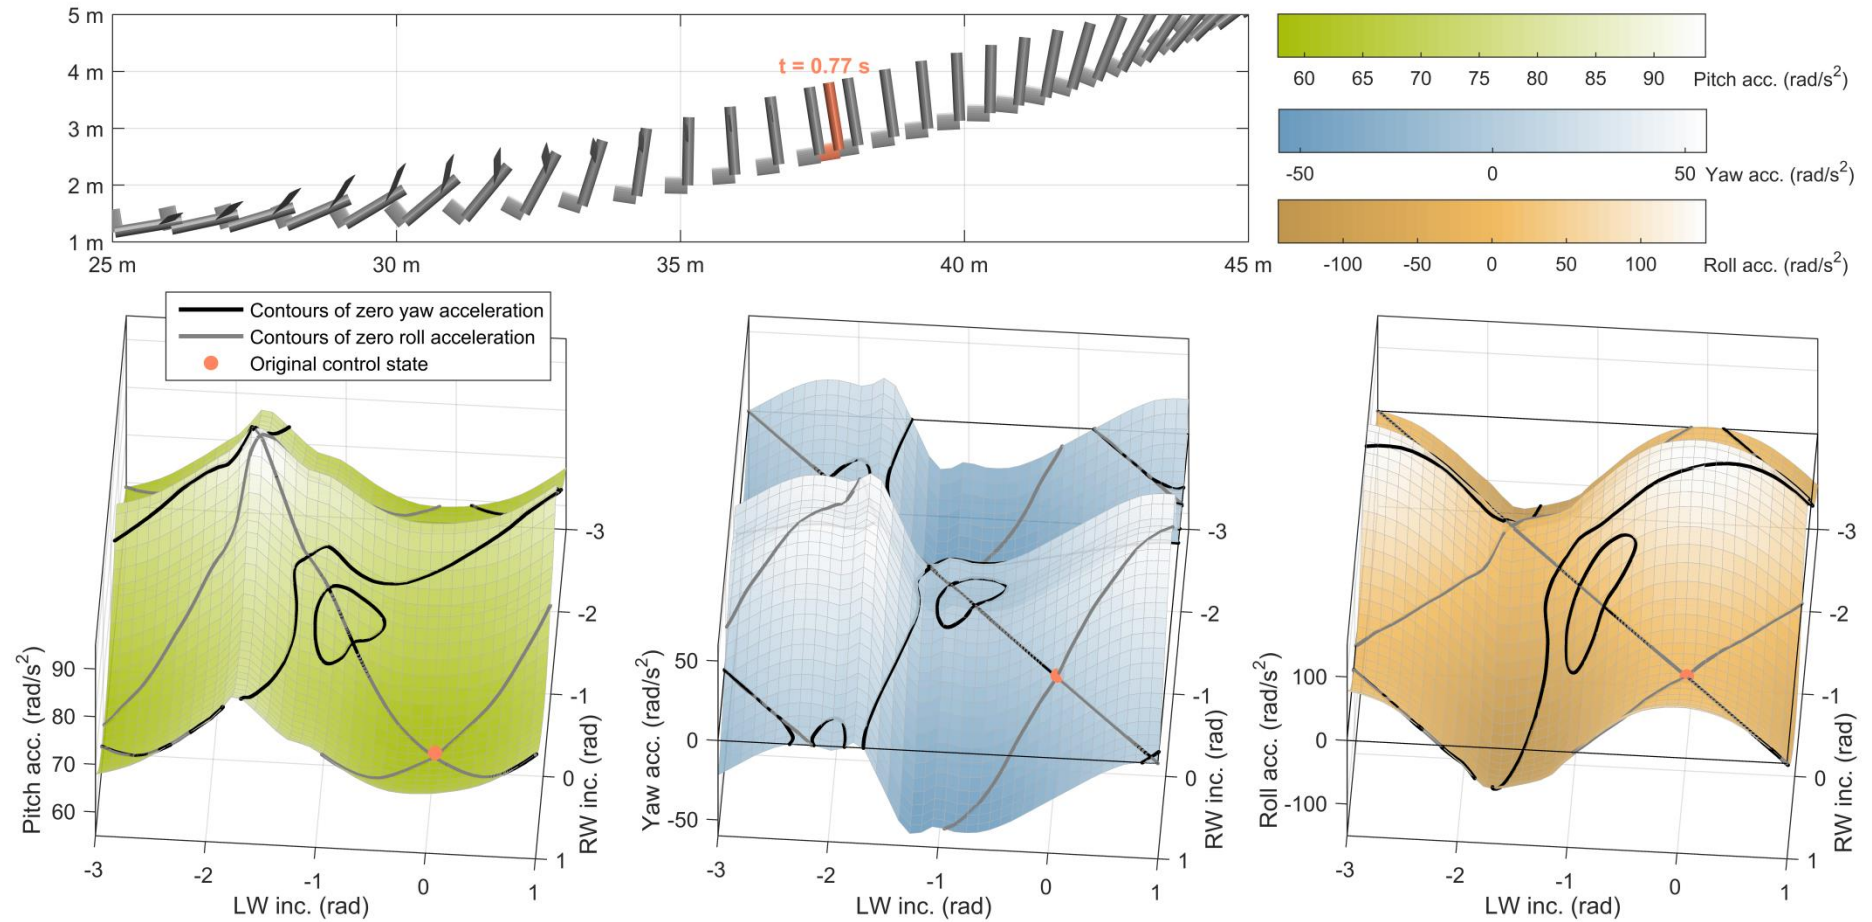 5 m
4 m
3 m
2 m
1 m
25 m 30 m 35 m 40 m 45 m
t = 0.77 s
60 65 70 75 80 85 90 Pitch acc. (rad/s²)
-50 0 50 Yaw acc. (rad/s²)
-100 -50 0 50 100 Roll acc. (rad/s²)
Contours of zero yaw acceleration
Contours of zero roll acceleration
Original control state
Pitch acc. (rad/s²)
90
80
70
60
-3 -2 -1 0 1
LW inc. (rad)
-3
-2
-1
0
1
RW inc. (rad)
Yaw acc. (rad/s²)
50
0
-50
-3 -2 -1 0 1
LW inc. (rad)
-3
-2
-1
0
1
RW inc. (rad)
Roll acc. (rad/s²)
100
0
-100
-3 -2 -1 0 1
LW inc. (rad)
-3
-2
-1
0
1
RW inc. (rad)